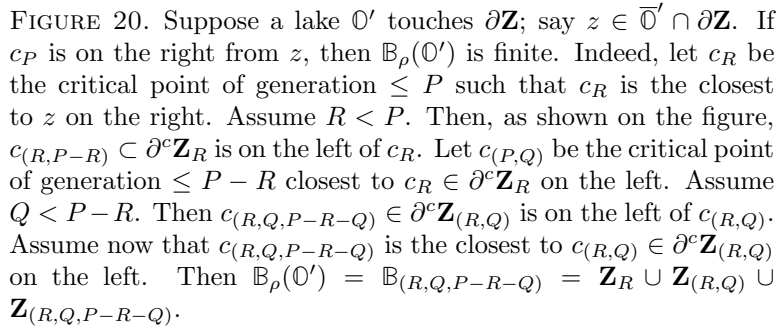 FIGURE 20. Suppose a lake 𝕆′ touches ∂𝐙; say z ∈ 𝕆̅′ ∩ ∂𝐙. If
c_P is on the right from z, then 𝔹_ρ(𝕆′) is finite. Indeed, let c_R be
the critical point of generation ≤ P such that c_R is the closest
to z on the right. Assume R < P. Then, as shown on the figure,
c_(R,P−R) ⊂ ∂^c𝐙_R is on the left of c_R. Let c_(P,Q) be the critical point
of generation ≤ P − R closest to c_R ∈ ∂^c𝐙_R on the left. Assume
Q < P−R. Then c_(R,Q,P−R−Q) ∈ ∂^c𝐙_(R,Q) is on the left of c_(R,Q).
Assume now that c_(R,Q,P−R−Q) is the closest to c_(R,Q) ∈ ∂^c𝐙_(R,Q)
on the left. Then 𝔹_ρ(𝕆′) = 𝔹_(R,Q,P−R−Q) = 𝐙_R ∪ 𝐙_(R,Q) ∪
𝐙_(R,Q,P−R−Q).